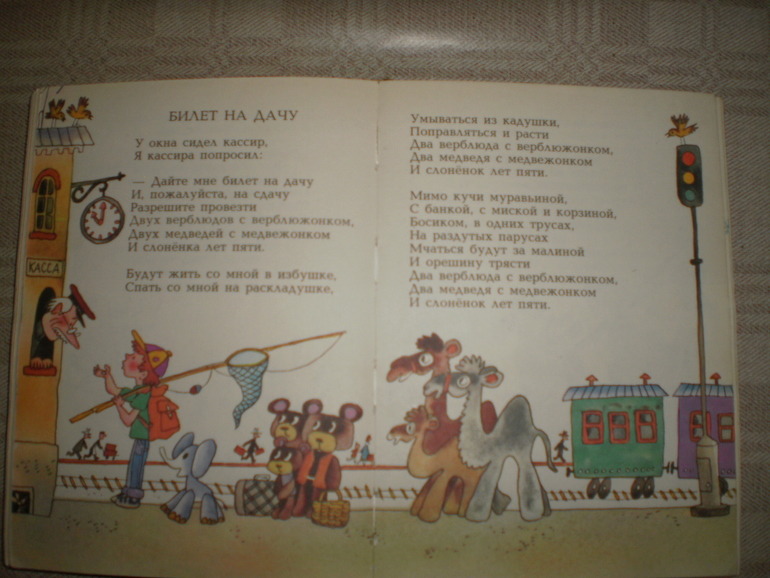 БИЛЕТ НА ДАЧУ
У окна сидел кассир,
Я кассира попросил:
— Дайте мне билет на дачу
И, пожалуйста, на сдачу
Разрешите провезти
Двух верблюдов с верблюжонком,
Двух медведей с медвежонком
И слонёнка лет пяти.
Будут жить со мной в избушке,
Спать со мной на раскладушке,
КАССА
Умываться из кадушки,
Поправляться и расти
Два верблюда с верблюжонком,
Два медведя с медвежонком
И слонёнок лет пяти.
Мимо кучи муравьиной,
С банкой, с миской и корзиной,
Босиком, в одних трусах,
На раздутых парусах
Мчаться будут за малиной
И орешину трясти
Два верблюда с верблюжонком,
Два медведя с медвежонком
И слонёнок лет пяти.